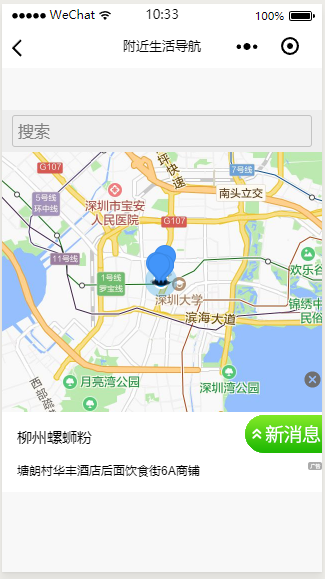 WeChat 10:33 100%
附近生活导航
搜索
坪快速
G107
7号线
5号线
环中线
深圳市宝安
人民医院
南头立交
G107
11号线
欢乐谷
1号线
罗宝线
深圳大学
锦绣中
民俗
滨海大道
月亮湾公园
深圳湾公园
西部疏
柳州螺蛳粉
新消息
塘朗村华丰酒店后面饮食街6A商铺
广告